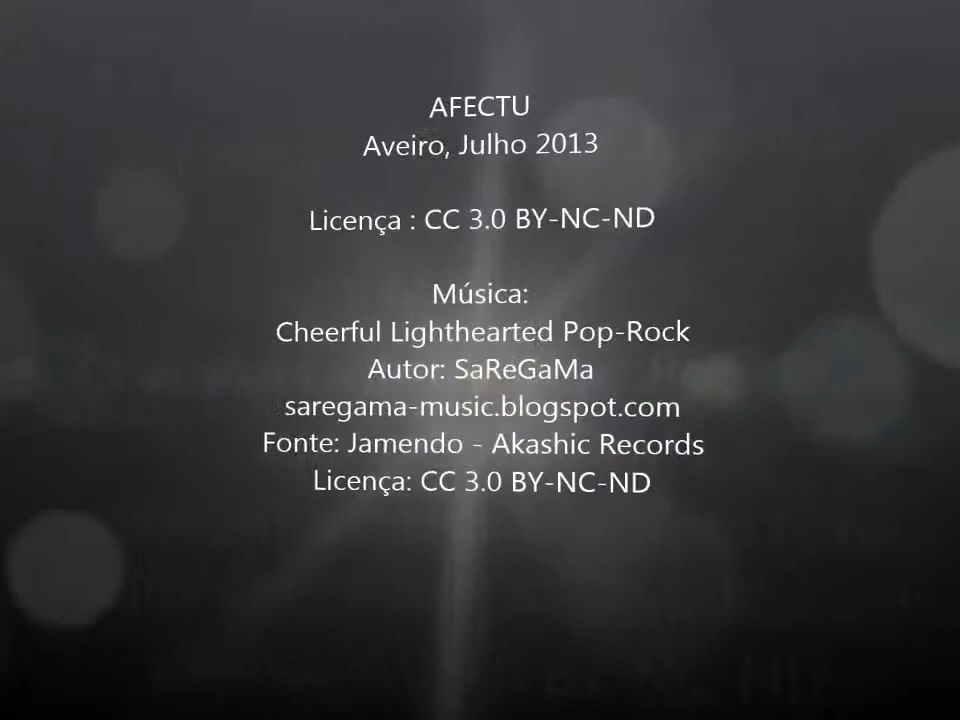 AFECTU
Aveiro, Julho 2013
Licença : CC 3.0 BY-NC-ND
Música:
Cheerful Lighthearted Pop-Rock
Autor: SaReGaMa
saregama-music.blogspot.com
Fonte: Jamendo - Akashic Records
Licença: CC 3.0 BY-NC-ND